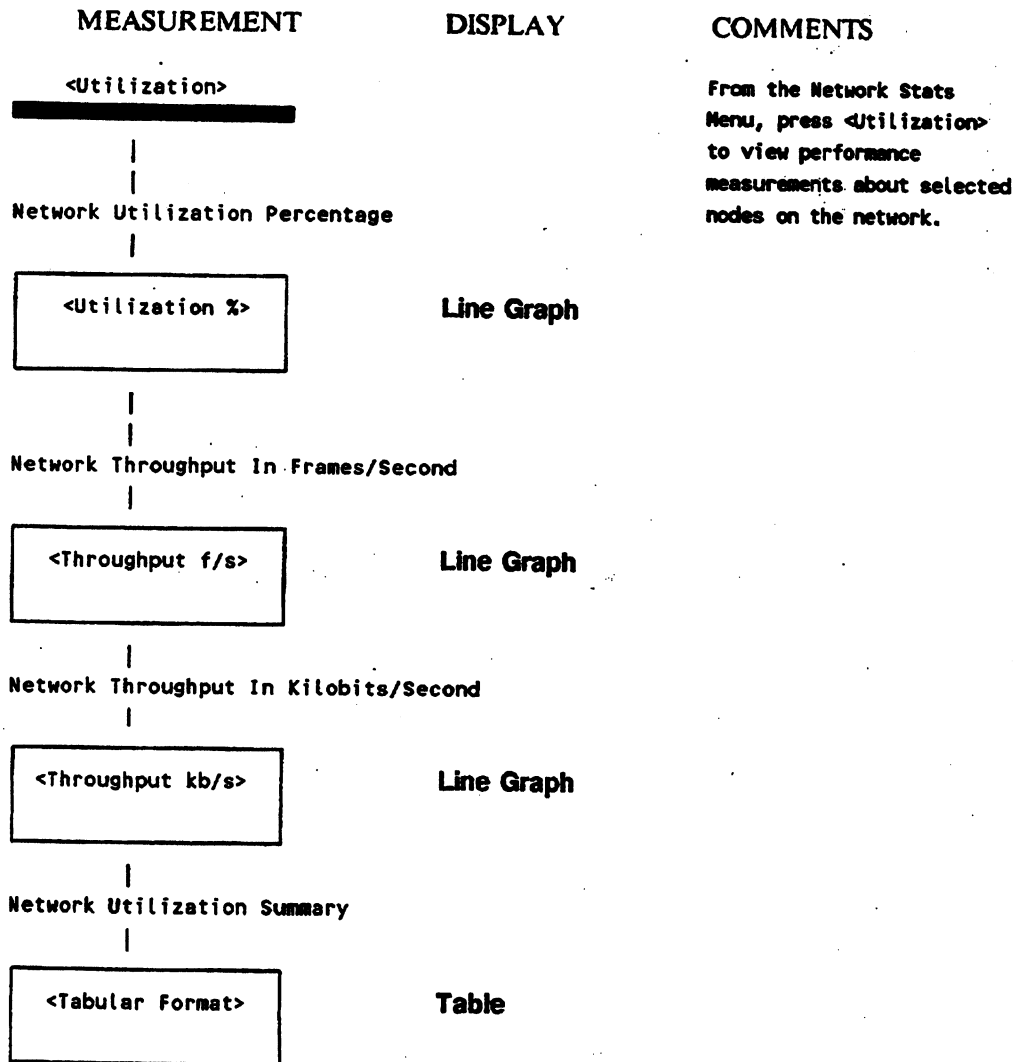 MEASUREMENT DISPLAY COMMENTS
<Utilization>
From the Network Stats
Menu, press <Utilization>
to view performance
measurements about selected
nodes on the network.
Network Utilization Percentage
<Utilization %> Line Graph
Network Throughput In Frames/Second
<Throughput f/s> Line Graph
Network Throughput In Kilobits/Second
<Throughput kb/s> Line Graph
Network Utilization Summary
<Tabular Format> Table